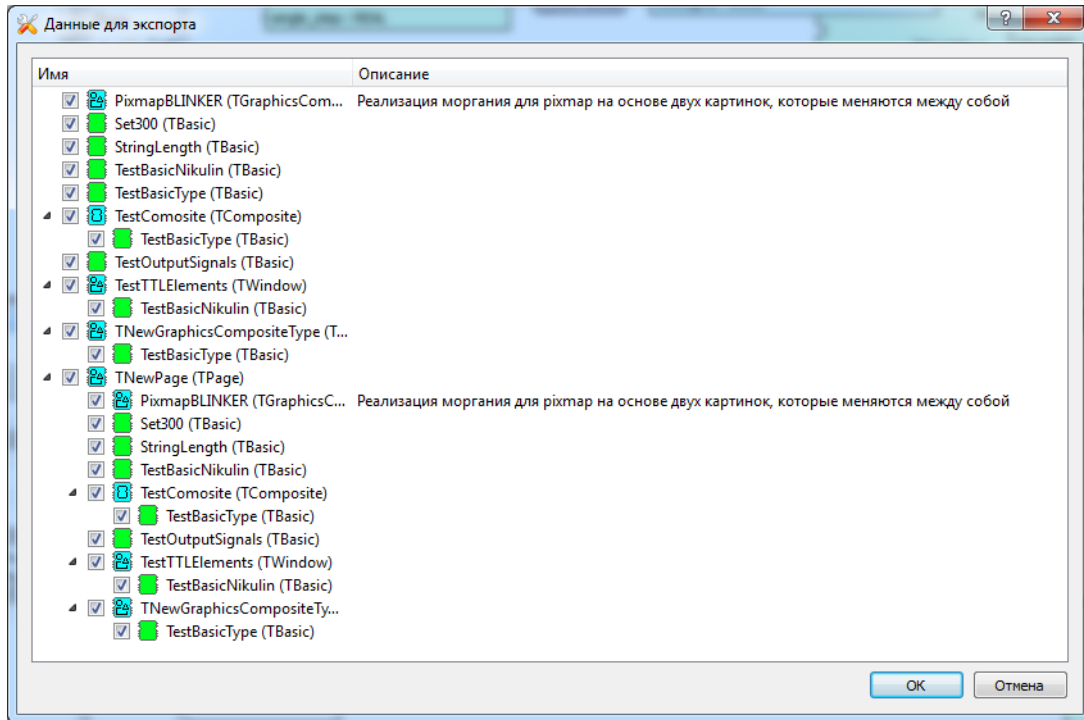 Данные для экспорта
Имя Описание
PixmapBLINKER (TGraphicsCom... Реализация моргания для pixmap на основе двух картинок, которые меняются между собой
Set300 (TBasic)
StringLength (TBasic)
TestBasicNikulin (TBasic)
TestBasicType (TBasic)
TestComosite (TComposite)
TestBasicType (TBasic)
TestOutputSignals (TBasic)
TestTTLElements (TWindow)
TestBasicNikulin (TBasic)
TNewGraphicsCompositeType (T...
TestBasicType (TBasic)
TNewPage (TPage)
PixmapBLINKER (TGraphicsC... Реализация моргания для pixmap на основе двух картинок, которые меняются между собой
Set300 (TBasic)
StringLength (TBasic)
TestBasicNikulin (TBasic)
TestComosite (TComposite)
TestBasicType (TBasic)
TestOutputSignals (TBasic)
TestTTLElements (TWindow)
TestBasicNikulin (TBasic)
TNewGraphicsCompositeTy...
TestBasicType (TBasic)
OK Отмена